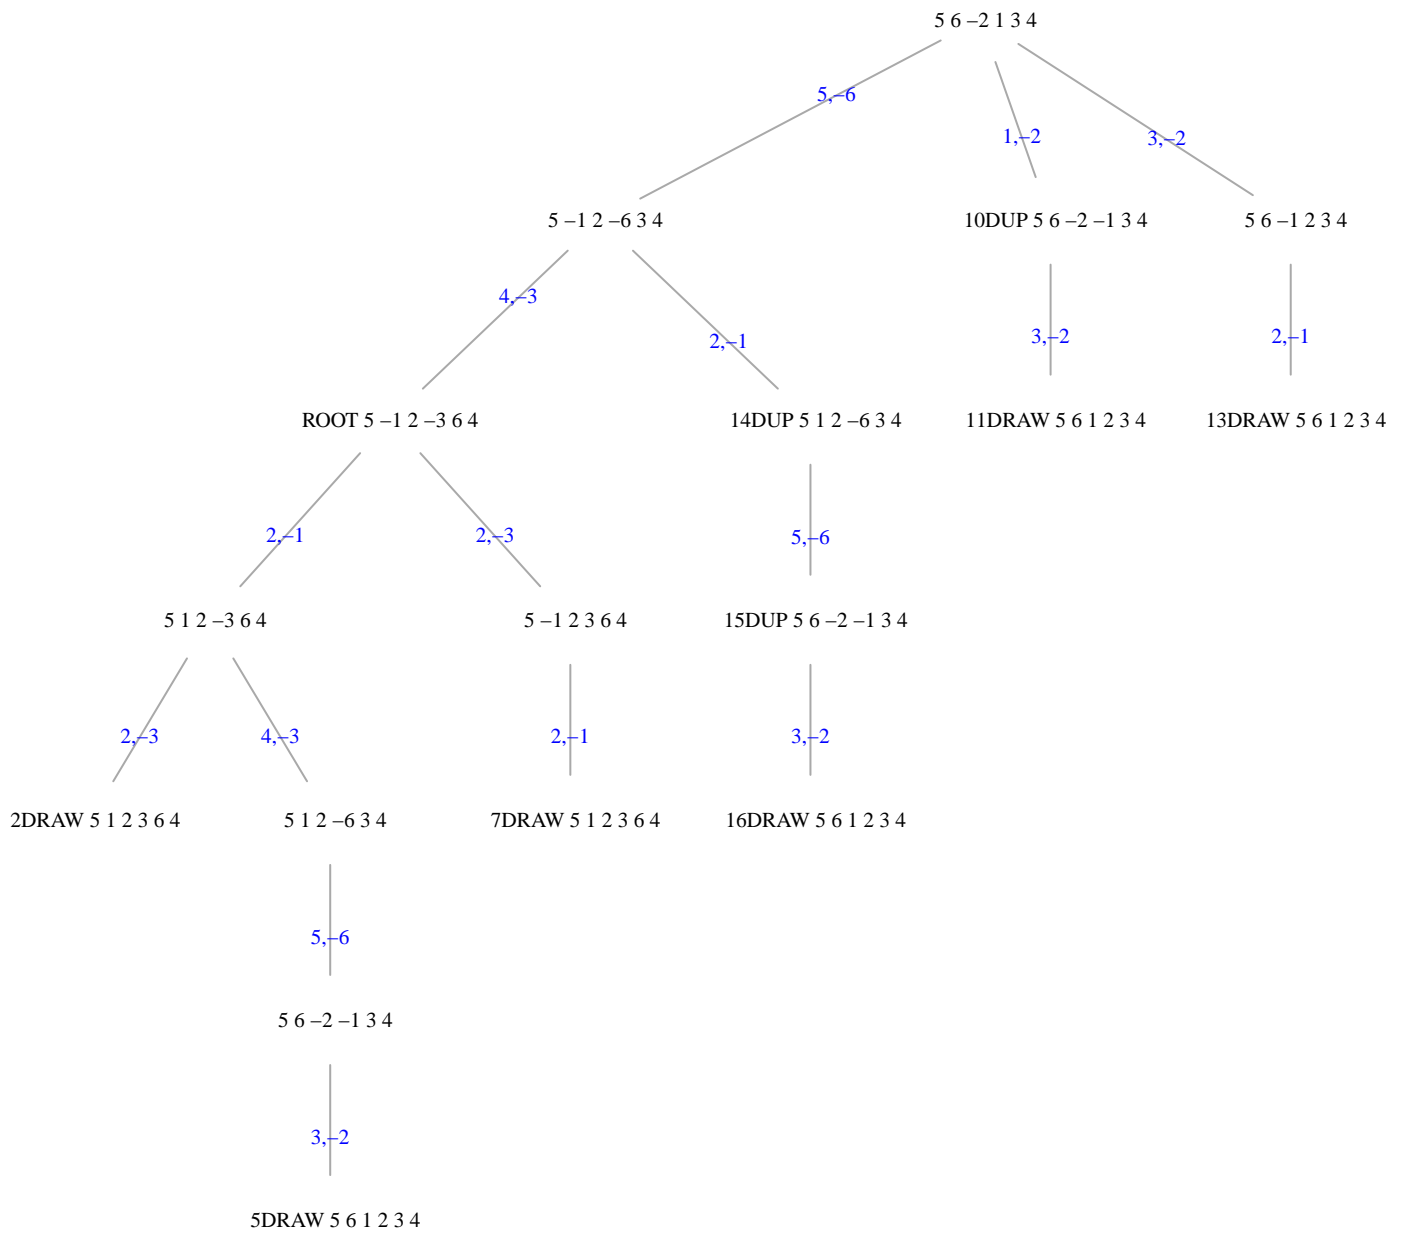 5 6 –2 1 3 4
5,–6
1,–2
3,–2
5 –1 2 –6 3 4
10DUP 5 6 –2 –1 3 4
5 6 –1 2 3 4
4,–3
2,–1
3,–2
2,–1
ROOT 5 –1 2 –3 6 4
14DUP 5 1 2 –6 3 4
11DRAW 5 6 1 2 3 4
13DRAW 5 6 1 2 3 4
2,–1
2,–3
5,–6
5 1 2 –3 6 4
5 –1 2 3 6 4
15DUP 5 6 –2 –1 3 4
2,–3
4,–3
2,–1
3,–2
2DRAW 5 1 2 3 6 4
5 1 2 –6 3 4
7DRAW 5 1 2 3 6 4
16DRAW 5 6 1 2 3 4
5,–6
5 6 –2 –1 3 4
3,–2
5DRAW 5 6 1 2 3 4